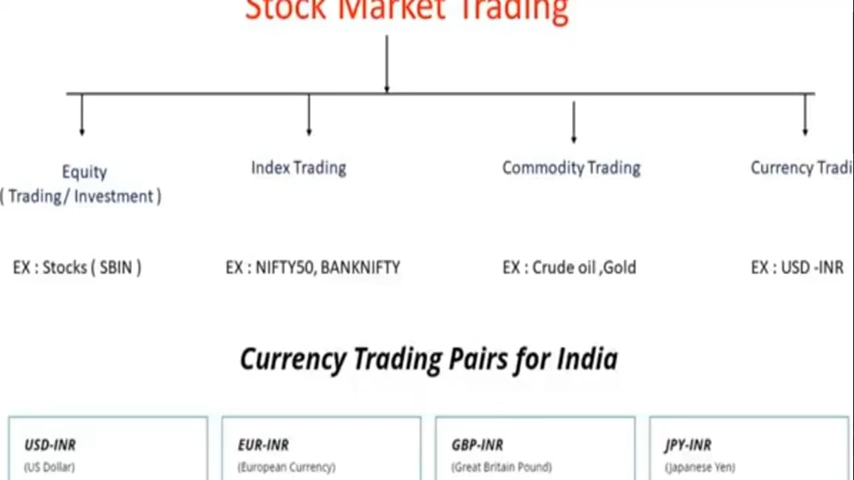 Stock Market Trading
Equity
( Trading / Investment )
Index Trading
Commodity Trading
Currency Tradi
EX : Stocks ( SBIN )
EX : NIFTY50, BANKNIFTY
EX : Crude oil ,Gold
EX : USD -INR
Currency Trading Pairs for India
USD-INR
(US Dollar)
EUR-INR
(European Currency)
GBP-INR
(Great Britain Pound)
JPY-INR
(Japanese Yen)